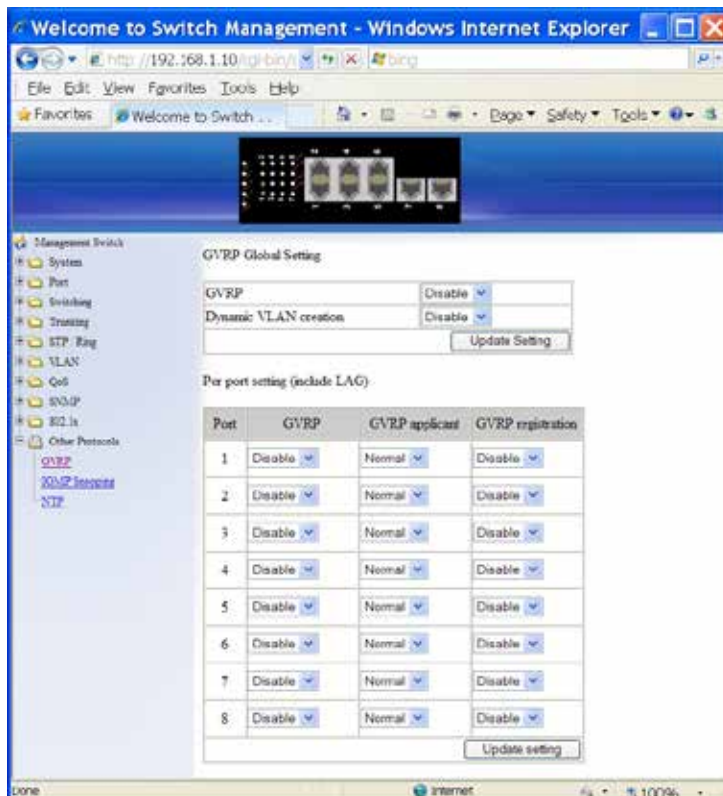 Welcome to Switch Management - Windows Internet Explorer
http://192.168.1.10/cgi-bin/
bing
File Edit View Favorites Tools Help
Favorites Welcome to Switch ... Page Safety Tools
Management Switch
System
Port
Switching
Trunking
STP / Ring
VLAN
QoS
SNMP
802.1x
Other Protocols
GVRP
IGMP Snooping
NTP
GVRP Global Setting
GVRP Disable
Dynamic VLAN creation Disable
Update Setting
Per port setting (include LAG)
Port GVRP GVRP applicant GVRP registration
1 Disable Normal Disable
2 Disable Normal Disable
3 Disable Normal Disable
4 Disable Normal Disable
5 Disable Normal Disable
6 Disable Normal Disable
7 Disable Normal Disable
8 Disable Normal Disable
Update setting
Done Internet 100%